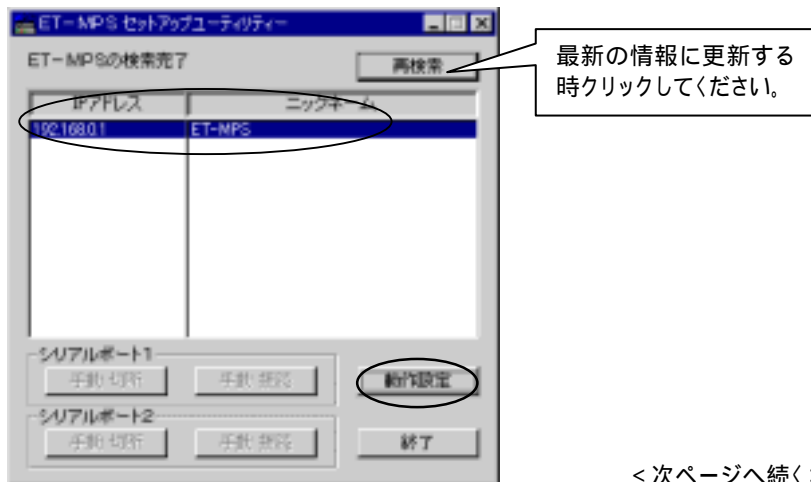 ET-MPS セットアップユーティリティー
ET-MPSの検索完了
再検索
最新の情報に更新する
時クリックしてください。
IPアドレス ニックネーム
192.168.0.1 ET-MPS
シリアルポート1
手動切断 手動接続 動作設定
シリアルポート2
手動切断 手動接続 終了
<次ページへ続く